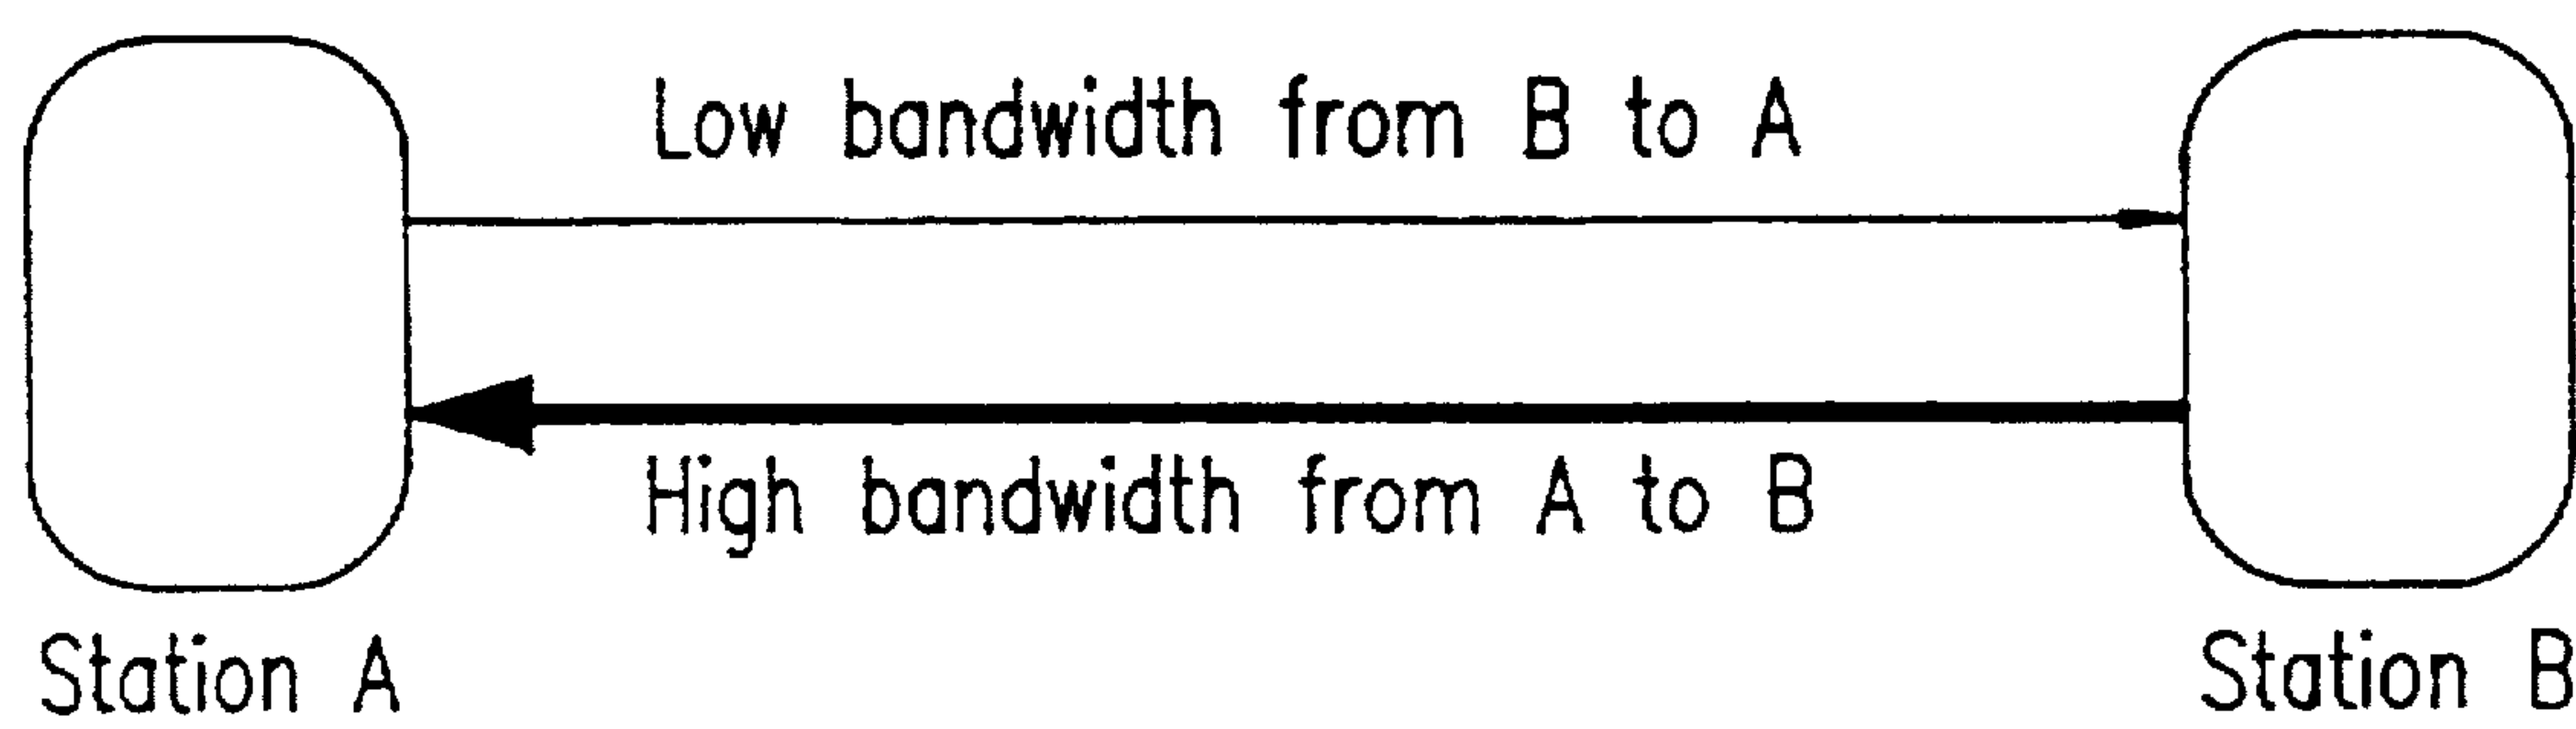 Low bandwidth from B to A
High bandwidth from A to B
Station A
Station B